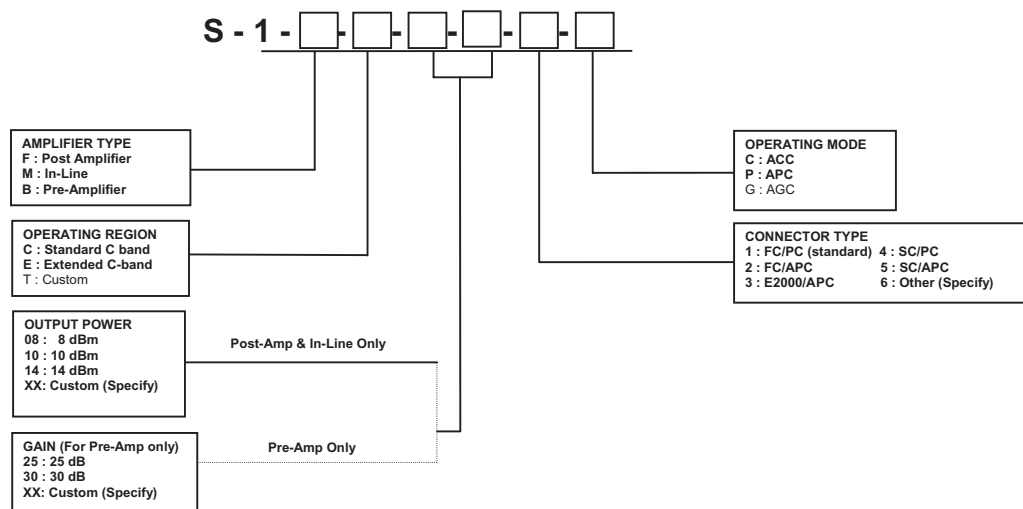 S - 1 - - - - - -
AMPLIFIER TYPE
F : Post Amplifier
M : In-Line
B : Pre-Amplifier
OPERATING REGION
C : Standard C band
E : Extended C-band
T : Custom
OUTPUT POWER
08 : 8 dBm
10 : 10 dBm
14 : 14 dBm
XX: Custom (Specify)
Post-Amp & In-Line Only
GAIN (For Pre-Amp only)
25 : 25 dB
30 : 30 dB
XX: Custom (Specify)
Pre-Amp Only
OPERATING MODE
C : ACC
P : APC
G : AGC
CONNECTOR TYPE
1 : FC/PC (standard) 4 : SC/PC
2 : FC/APC 5 : SC/APC
3 : E2000/APC 6 : Other (Specify)